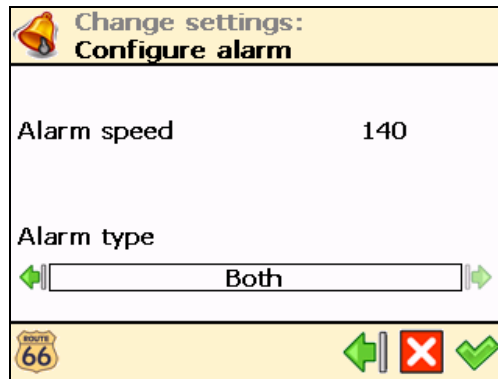 Change settings:
Configure alarm
Alarm speed 140
Alarm type
Both
ROUTE
66